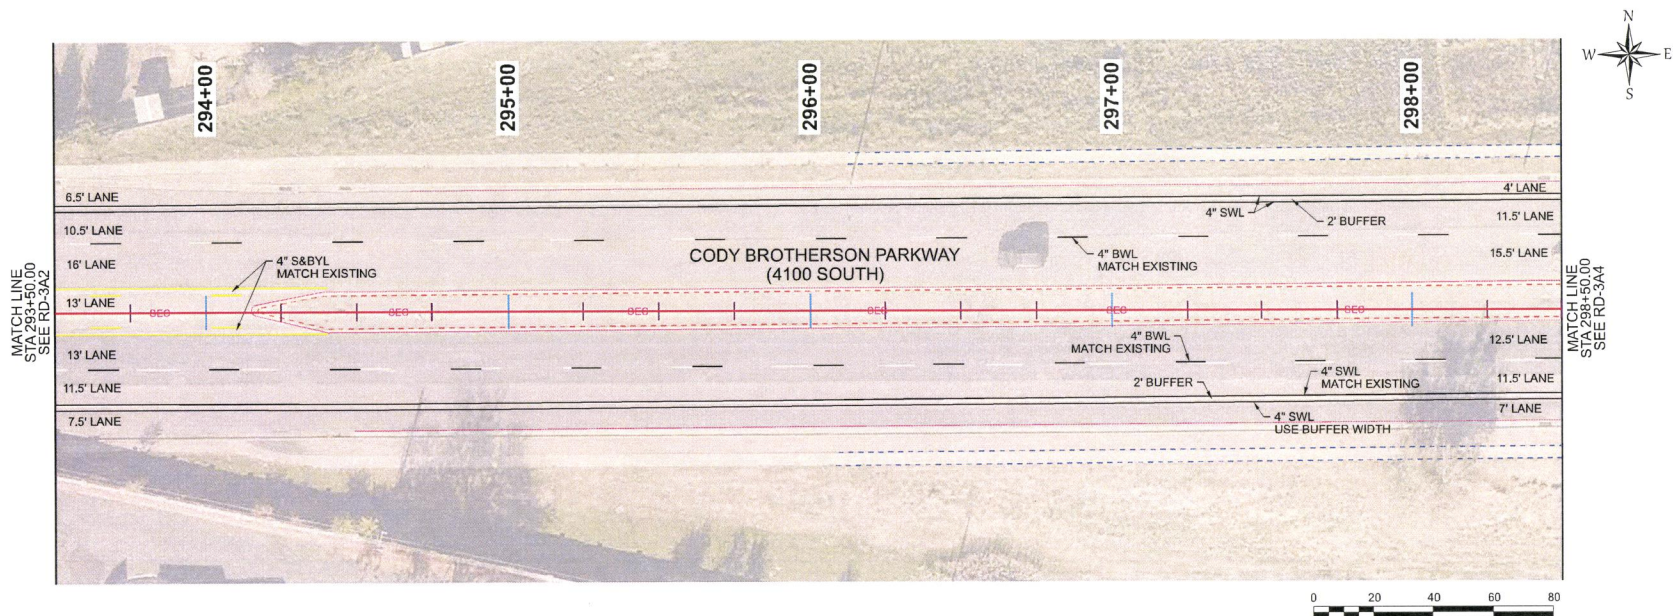 N
W E
S
294+00
295+00
296+00
297+00
298+00
6.5' LANE
10.5' LANE
16' LANE
13' LANE
13' LANE
11.5' LANE
7.5' LANE
4" S&BYL
MATCH EXISTING
CODY BROTHERSON PARKWAY
(4100 SOUTH)
4" SWL
2' BUFFER
4" BWL
MATCH EXISTING
4" BWL
MATCH EXISTING
2' BUFFER
4" SWL
MATCH EXISTING
4" SWL
USE BUFFER WIDTH
4' LANE
11.5' LANE
15.5' LANE
12.5' LANE
11.5' LANE
7' LANE
MATCH LINE
STA 293+50.00
SEE RD-3A2
MATCH LINE
STA 298+50.00
SEE RD-3A4
0 20 40 60 80